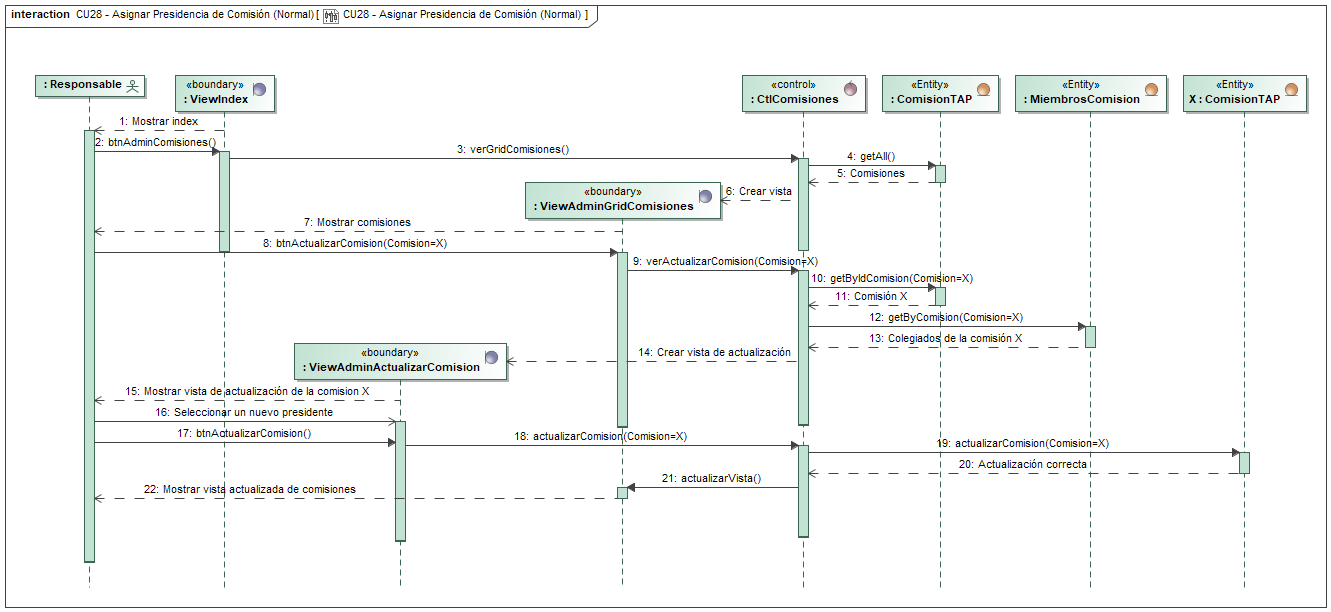 interaction CU28 - Asignar Presidencia de Comisión (Normal) [ CU28 - Asignar Presidencia de Comisión (Normal) ]
: Responsable
«boundary»
: ViewIndex
«control»
: CtlComisiones
«Entity»
: ComisionTAP
«Entity»
: MiembrosComision
«Entity»
X : ComisionTAP
1: Mostrar index
2: btnAdminComisiones()
3: verGridComisiones()
4: getAll()
5: Comisiones
6: Crear vista
«boundary»
: ViewAdminGridComisiones
7: Mostrar comisiones
8: btnActualizarComision(Comision=X)
9: verActualizarComision(Comision=X)
10: getByIdComision(Comision=X)
11: Comisión X
12: getByComision(Comision=X)
13: Colegiados de la comisión X
14: Crear vista de actualización
«boundary»
: ViewAdminActualizarComision
15: Mostrar vista de actualización de la comision X
16: Seleccionar un nuevo presidente
17: btnActualizarComision()
18: actualizarComision(Comision=X)
19: actualizarComision(Comision=X)
20: Actualización correcta
21: actualizarVista()
22: Mostrar vista actualizada de comisiones